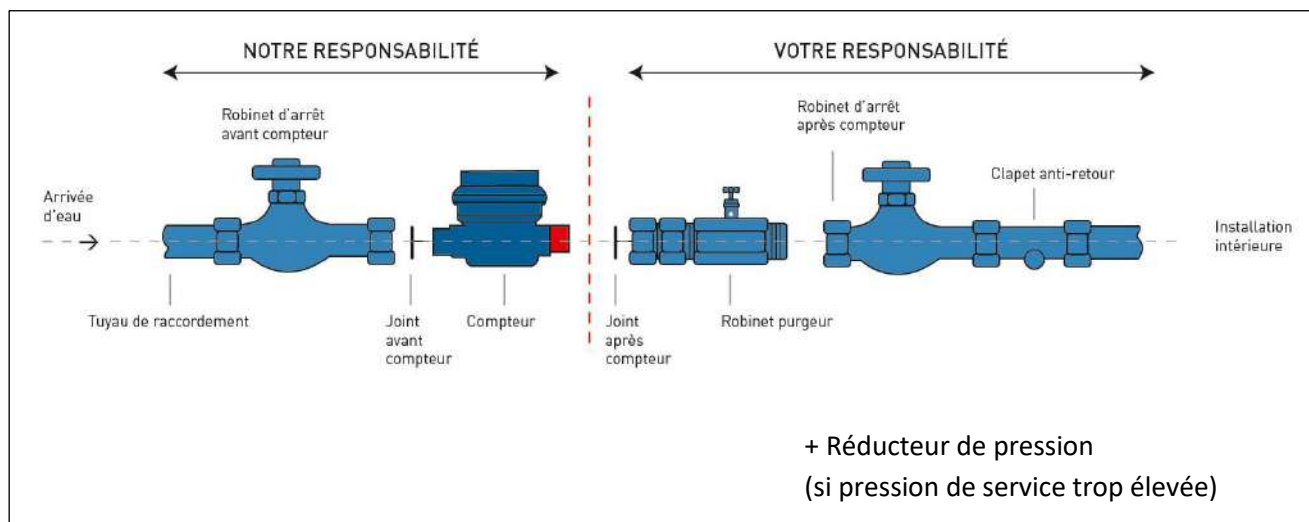 NOTRE RESPONSABILITÉ
VOTRE RESPONSABILITÉ
Robinet d'arrêt
avant compteur
Robinet d'arrêt
après compteur
Clapet anti-retour
Arrivée
d'eau
Installation
intérieure
Tuyau de raccordement
Joint
avant
compteur
Compteur
Joint
après
compteur
Robinet purgeur
+ Réducteur de pression
(si pression de service trop élevée)